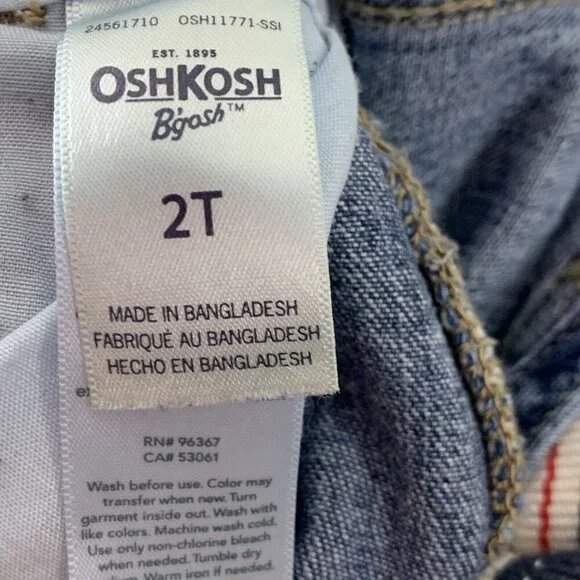 24561710 OSH11771-SSI
EST. 1895
OSHKOSH
B'gosh™
2T
MADE IN BANGLADESH
FABRIQUÉ AU BANGLADESH
HECHO EN BANGLADESH
RN# 96367
CA# 53061
Wash before use. Color may
transfer when new. Turn
garment inside out. Wash with
like colors. Machine wash cold.
Use only non-chlorine bleach
when needed. Tumble dry
Warm iron if needed.